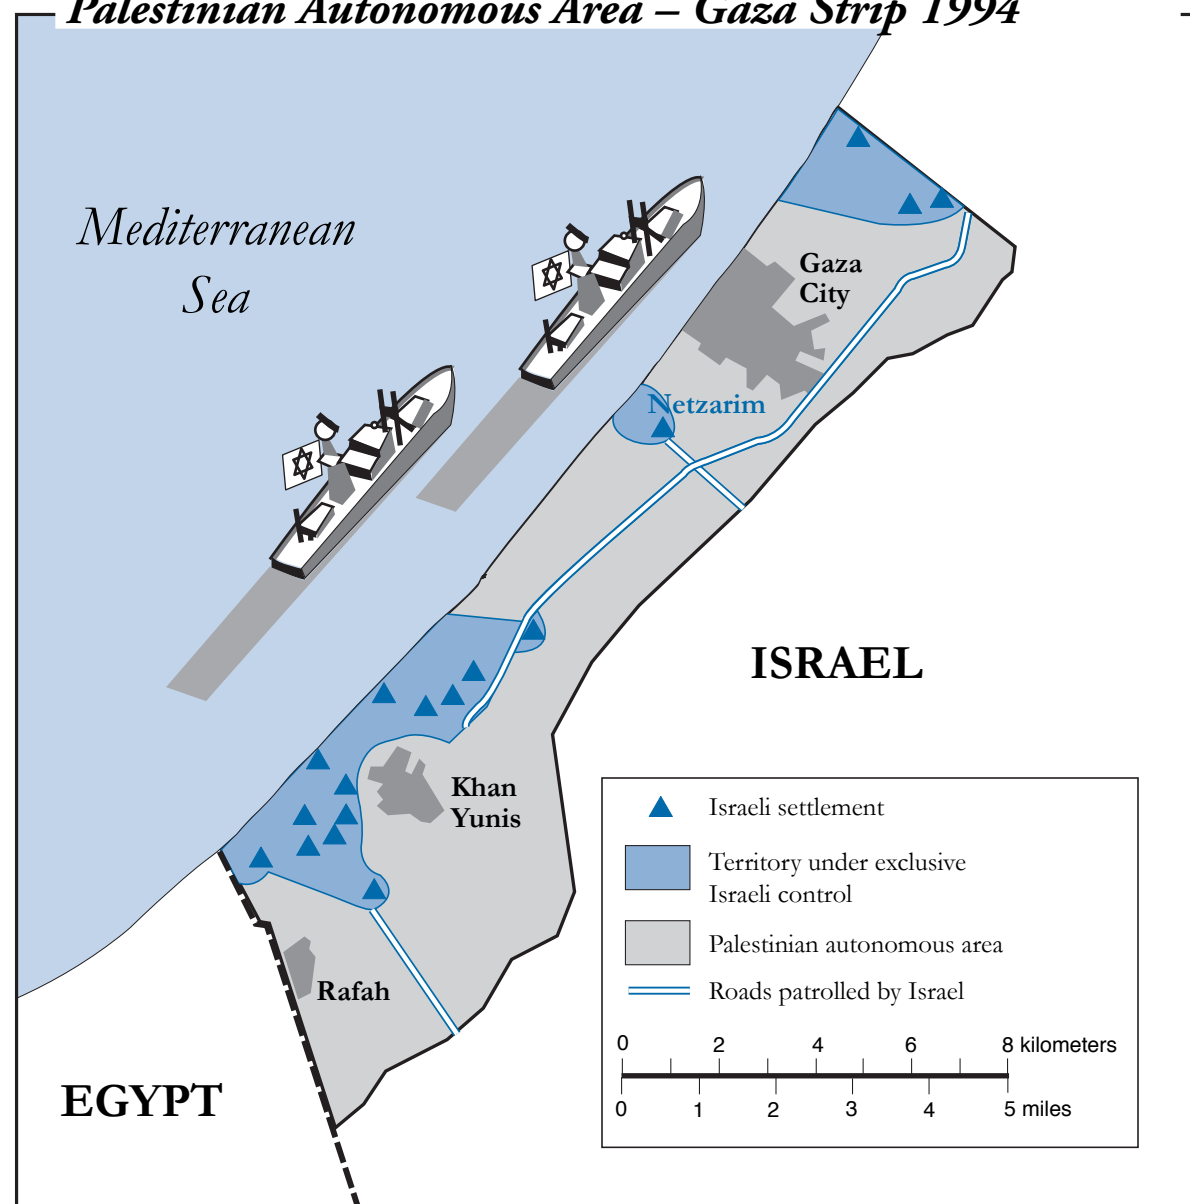 Palestinian Autonomous Area – Gaza Strip 1994
Mediterranean
Sea
Gaza
City
Netzarim
ISRAEL
Khan
Yunis
Rafah
EGYPT
Israeli settlement
Territory under exclusive
Israeli control
Palestinian autonomous area
Roads patrolled by Israel
0 2 4 6 8 kilometers
0 1 2 3 4 5 miles